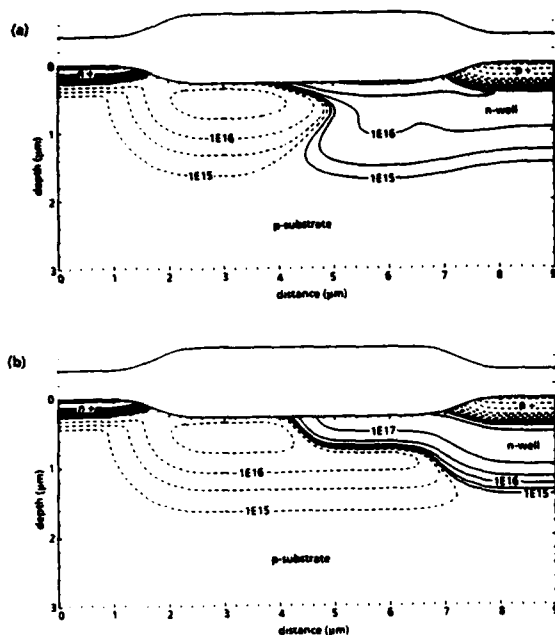 (a)
0
n+
p+
n-well
1
1E16
1E16
depth (µm)
1E15
1E15
2
p-substrate
3
0 1 2 3 4 5 6 7 8 9
distance (µm)
(b)
0
n+
p+
1E17
n-well
1
1E16
1E16
depth (µm)
1E15
1E15
2
p-substrate
3
0 1 2 3 4 5 6 7 8 9
distance (µm)